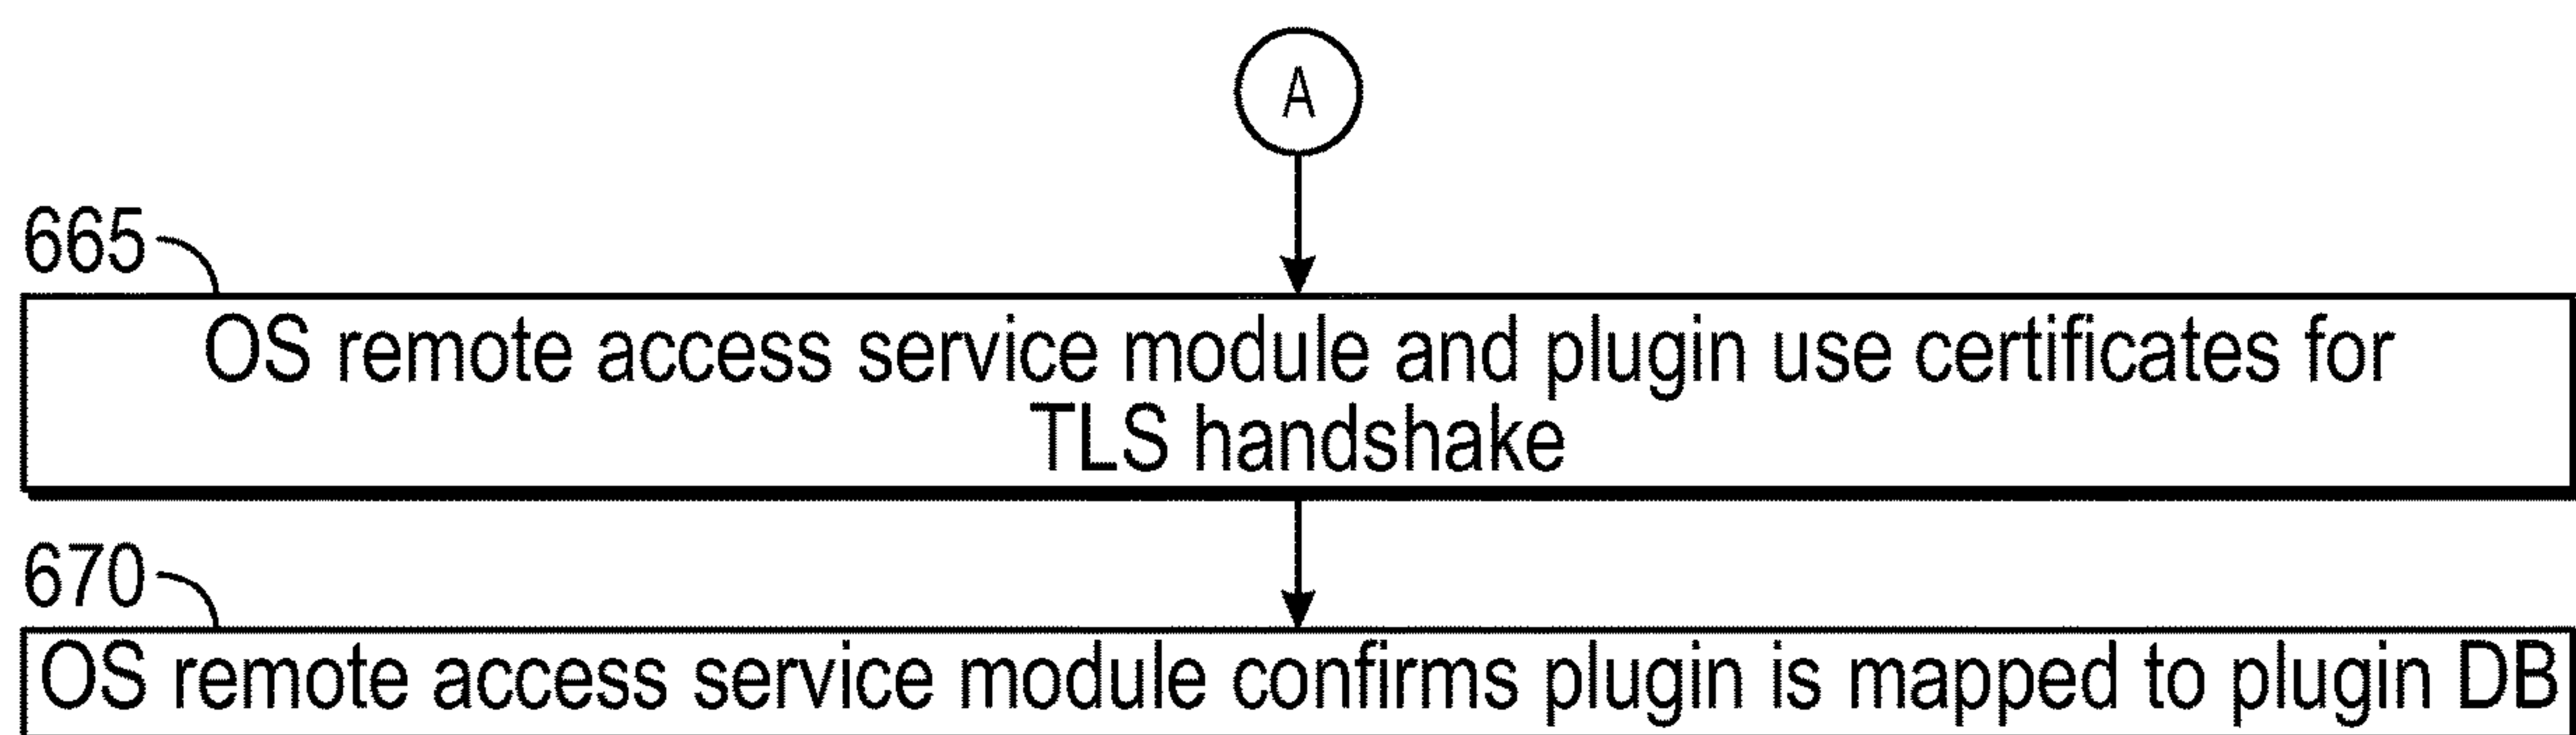 A
665
OS remote access service module and plugin use certificates for
TLS handshake
670
OS remote access service module confirms plugin is mapped to plugin DB